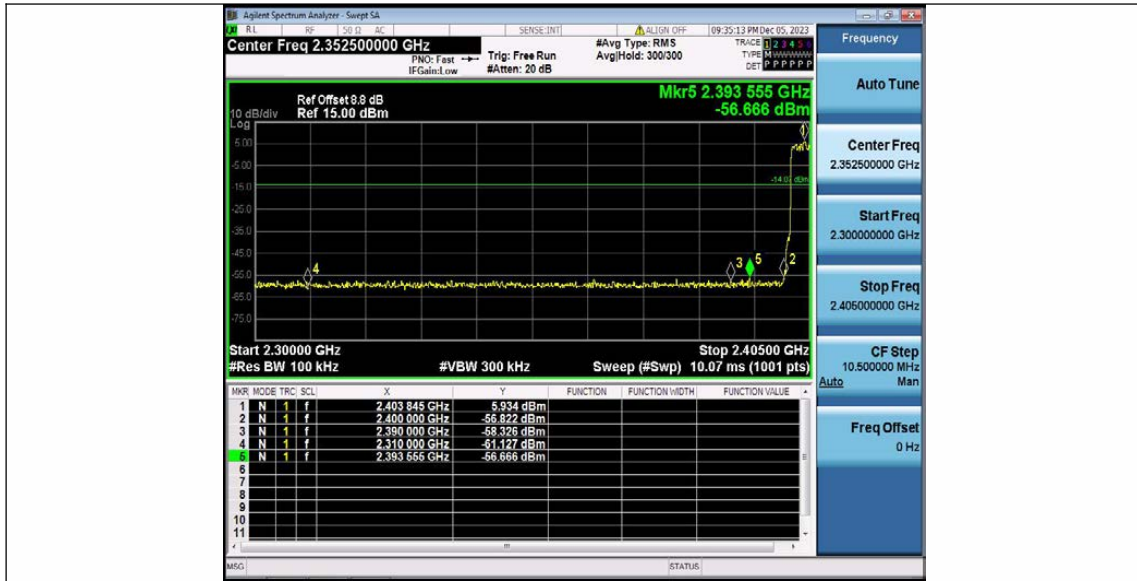 Agilent Spectrum Analyzer - Swept SA
RL RF 50 Ω AC SENSE:INT ALIGN OFF 09:35:13 PM Dec 05, 2023
Center Freq 2.352500000 GHz
PNO: Fast
IFGain:Low
Trig: Free Run
#Atten: 20 dB
#Avg Type: RMS
Avg|Hold: 300/300
TRACE 1 2 3 4 5 6
TYPE M W W W W W
DET P P P P P P
Frequency
Auto Tune
Center Freq
2.352500000 GHz
Start Freq
2.300000000 GHz
Stop Freq
2.405000000 GHz
CF Step
10.500000 MHz
Auto Man
Freq Offset
0 Hz
Mkr5 2.393 555 GHz
-56.666 dBm
Ref Offset 8.8 dB
10 dB/div Ref 15.00 dBm
Log
5.00
-5.00
-15.0
-25.0
-35.0
-45.0
-55.0
-65.0
-75.0
-14.07 dBm
1
2
3
4
5
Start 2.30000 GHz Stop 2.40500 GHz
#Res BW 100 kHz #VBW 300 kHz Sweep (#Swp) 10.07 ms (1001 pts)
MKR MODE TRC SCL X Y FUNCTION FUNCTION WIDTH FUNCTION VALUE
1 N 1 f 2.403 845 GHz 5.934 dBm
2 N 1 f 2.400 000 GHz -56.822 dBm
3 N 1 f 2.390 000 GHz -58.326 dBm
4 N 1 f 2.310 000 GHz -61.127 dBm
5 N 1 f 2.393 555 GHz -56.666 dBm
6
7
8
9
10
11
MSG STATUS